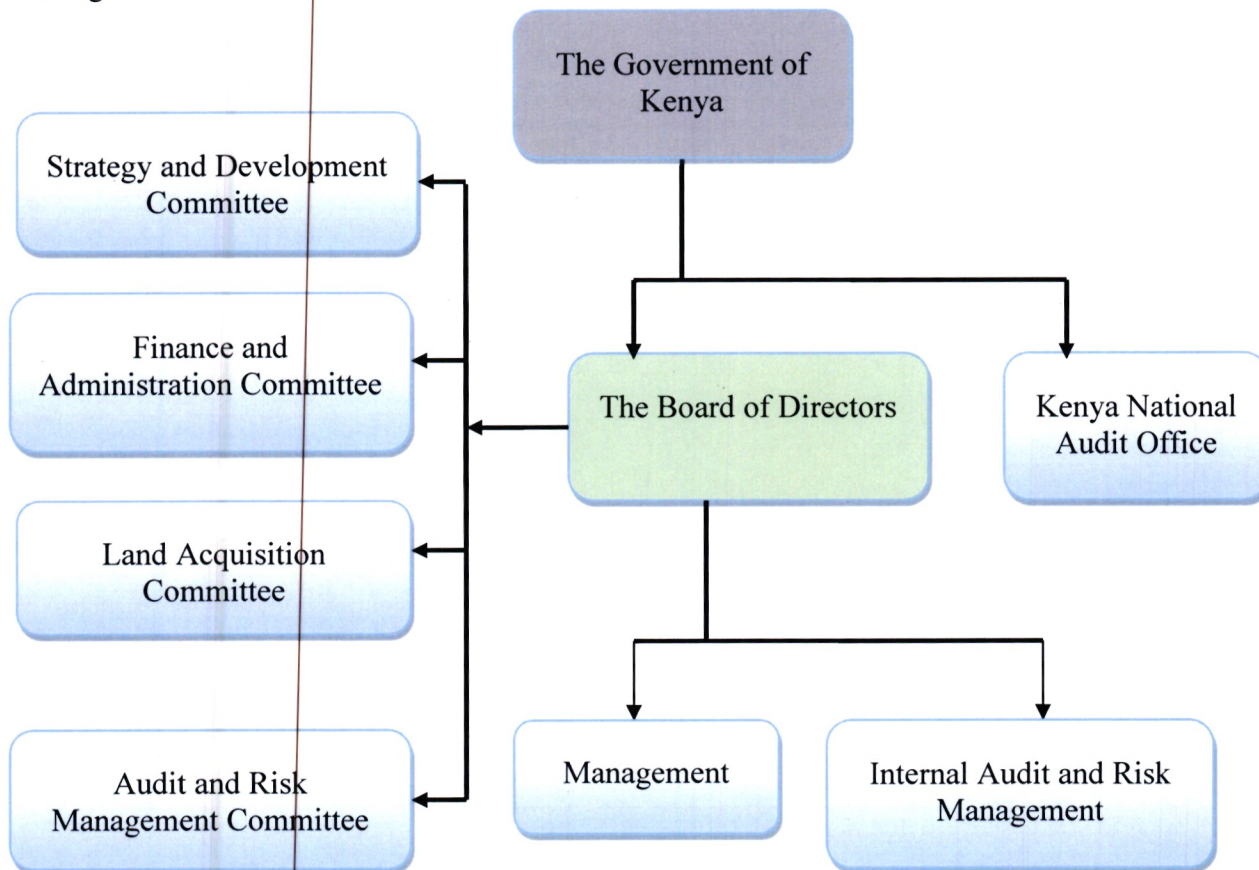 The Government of
Kenya
Strategy and Development
Committee
Finance and
Administration Committee
The Board of Directors
Kenya National
Audit Office
Land Acquisition
Committee
Management
Internal Audit and Risk
Management
Audit and Risk
Management Committee